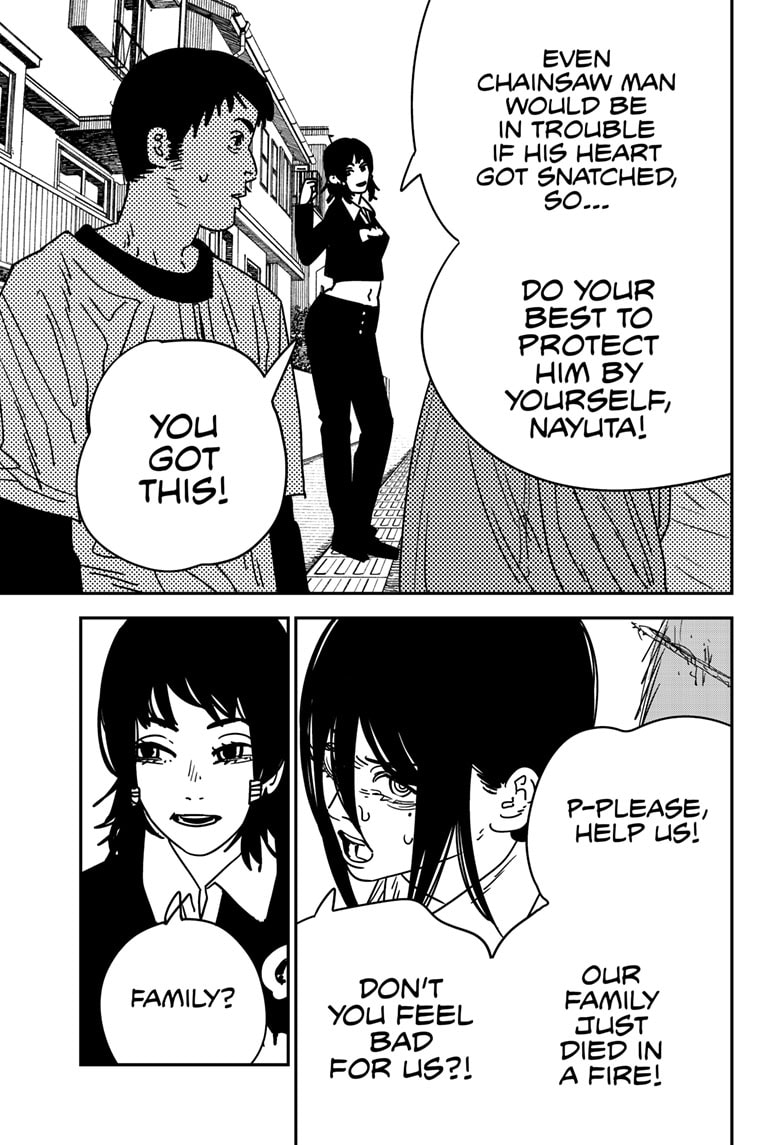 EVEN
CHAINSAW MAN
WOULD BE
IN TROUBLE
IF HIS HEART
GOT SNATCHED,
SO...
DO YOUR
BEST TO
PROTECT
HIM BY
YOURSELF,
NAYUTA!
YOU
GOT
THIS!
P-PLEASE,
HELP US!
OUR
FAMILY
JUST
DIED IN
A FIRE!
DON'T
YOU FEEL
BAD
FOR US?!
FAMILY?